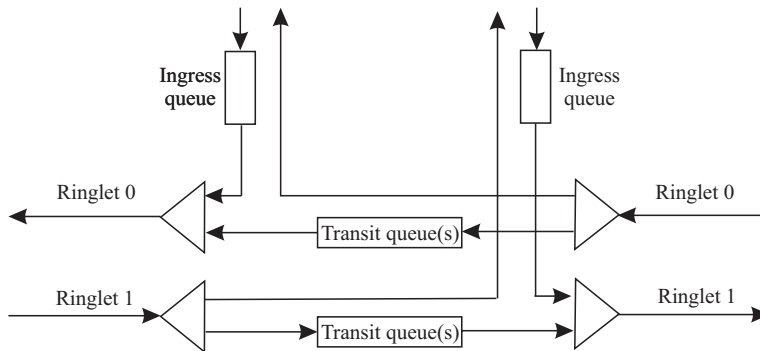 Ingress
queue
Ingress
queue
Ringlet 0
Ringlet 0
Transit queue(s)
Ringlet 1
Ringlet 1
Transit queue(s)